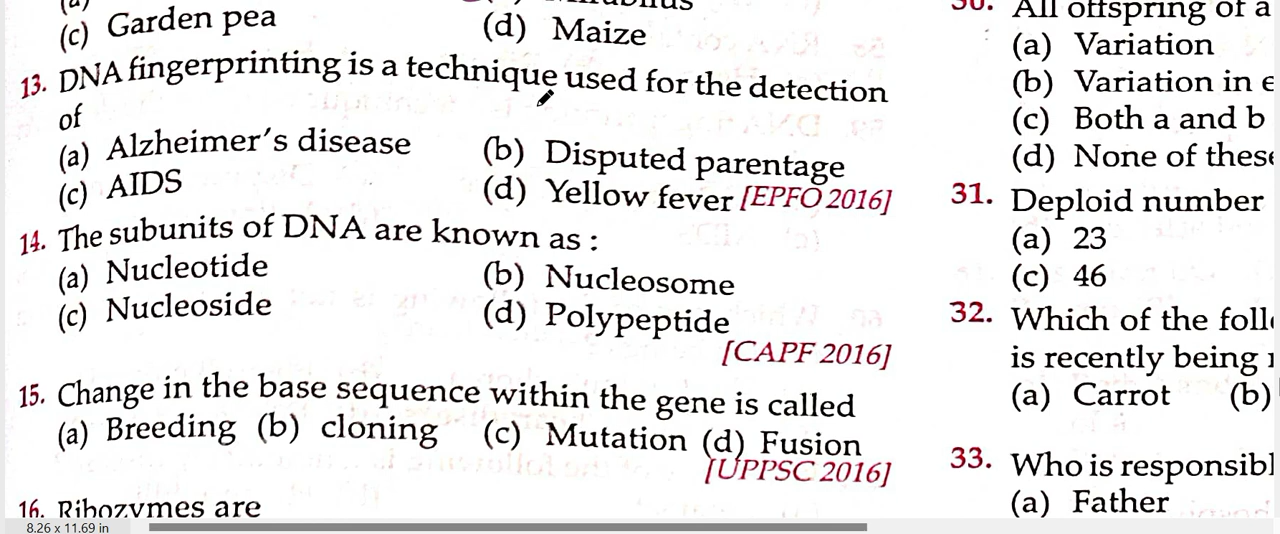 (c) Garden pea
(d) Maize
13. DNA fingerprinting is a technique used for the detection
of
(a) Alzheimer's disease (b) Disputed parentage
(c) AIDS (d) Yellow fever [EPFO 2016]
14. The subunits of DNA are known as :
(a) Nucleotide (b) Nucleosome
(c) Nucleoside (d) Polypeptide
[CAPF 2016]
15. Change in the base sequence within the gene is called
(a) Breeding (b) cloning (c) Mutation (d) Fusion
[UPPSC 2016]
16. Ribozymes are
30. All offspring of a
(a) Variation
(b) Variation in
(c) Both a and b
(d) None of these
31. Deploid number
(a) 23
(c) 46
32. Which of the
is recently being
(a) Carrot (b)
33. Who is
(a) Father
8.26 x 11.69 in